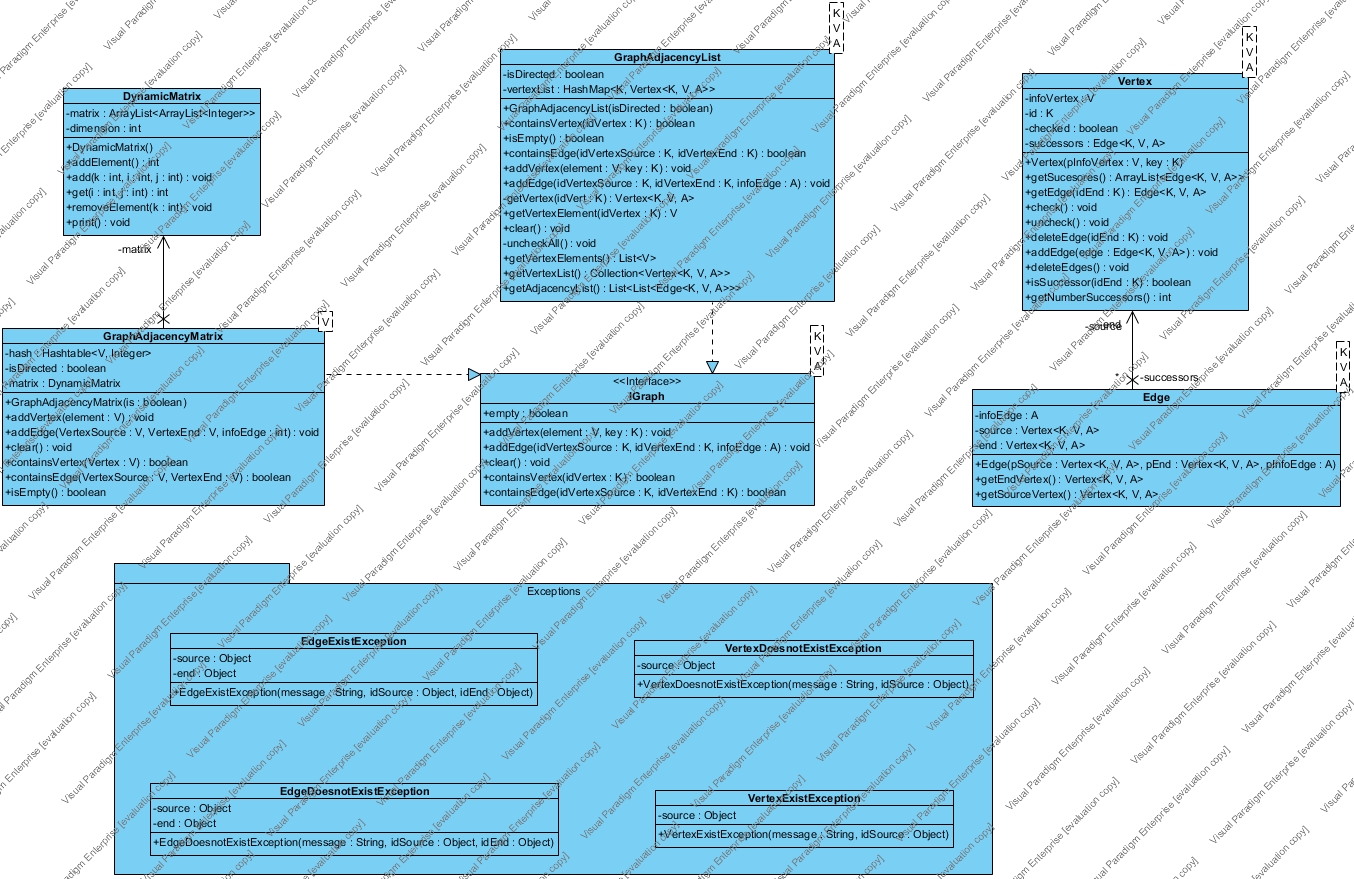 DynamicMatrix
-matrix : ArrayList<ArrayList<Integer>>
-dimension : int
+DynamicMatrix()
+addElement() : int
+add(k : int, i : int, j : int) : void
+get(i : int, j : int) : int
+removeElement(k : int) : void
+print() : void
-matrix
K
V
A
GraphAdjacencyList
-isDirected : boolean
-vertexList : HashMap<K, Vertex<K, V, A>>
+GraphAdjacencyList(isDirected : boolean)
+containsVertex(idVertex : K) : boolean
+isEmpty() : boolean
+containsEdge(idVertexSource : K, idVertexEnd : K) : boolean
+addVertex(element : V, key : K) : void
+addEdge(idVertexSource : K, idVertexEnd : K, infoEdge : A) : void
-getVertex(idVert : K) : Vertex<K, V, A>
+getVertexElement(idVertex : K) : V
+clear() : void
-uncheckAll() : void
+getVertexElements() : List<V>
+getVertexList() : Collection<Vertex<K, V, A>>
+getAdjacencyList() : List<List<Edge<K, V, A>>>
K
V
A
Vertex
-infoVertex : V
-id : K
-checked : boolean
-successors : Edge<K, V, A>
+Vertex(pInfoVertex : V, key : K)
+getSucesores() : ArrayList<Edge<K, V, A>>
+getEdge(idEnd : K) : Edge<K, V, A>
+check() : void
+uncheck() : void
+deleteEdge(idEnd : K) : void
+addEdge(edge : Edge<K, V, A>) : void
+deleteEdges() : void
+isSuccessor(idEnd : K) : boolean
+getNumberSuccessors() : int
-source
-end
*
-successors
V
GraphAdjacencyMatrix
-hash : Hashtable<V, Integer>
-isDirected : boolean
-matrix : DynamicMatrix
+GraphAdjacencyMatrix(is : boolean)
+addVertex(element : V) : void
+addEdge(VertexSource : V, VertexEnd : V, infoEdge : int) : void
+clear() : void
+containsVertex(Vertex : V) : boolean
+containsEdge(VertexSource : V, VertexEnd : V) : boolean
+isEmpty() : boolean
K
V
A
<<Interface>>
IGraph
+empty : boolean
+addVertex(element : V, key : K) : void
+addEdge(idVertexSource : K, idVertexEnd : K, infoEdge : A) : void
+clear() : void
+containsVertex(idVertex : K) : boolean
+containsEdge(idVertexSource : K, idVertexEnd : K) : boolean
K
V
A
Edge
-infoEdge : A
-source : Vertex<K, V, A>
-end : Vertex<K, V, A>
+Edge(pSource : Vertex<K, V, A>, pEnd : Vertex<K, V, A>, pInfoEdge : A)
+getEndVertex() : Vertex<K, V, A>
+getSourceVertex() : Vertex<K, V, A>
Exceptions
EdgeExistException
-source : Object
-end : Object
+EdgeExistException(message : String, idSource : Object, idEnd : Object)
VertexDoesnotExistException
-source : Object
+VertexDoesnotExistException(message : String, idSource : Object)
EdgeDoesnotExistException
-source : Object
-end : Object
+EdgeDoesnotExistException(message : String, idSource : Object, idEnd : Object)
VertexExistException
-source : Object
+VertexExistException(message : String, idSource : Object)
Visual Paradigm Enterprise [evaluation copy]